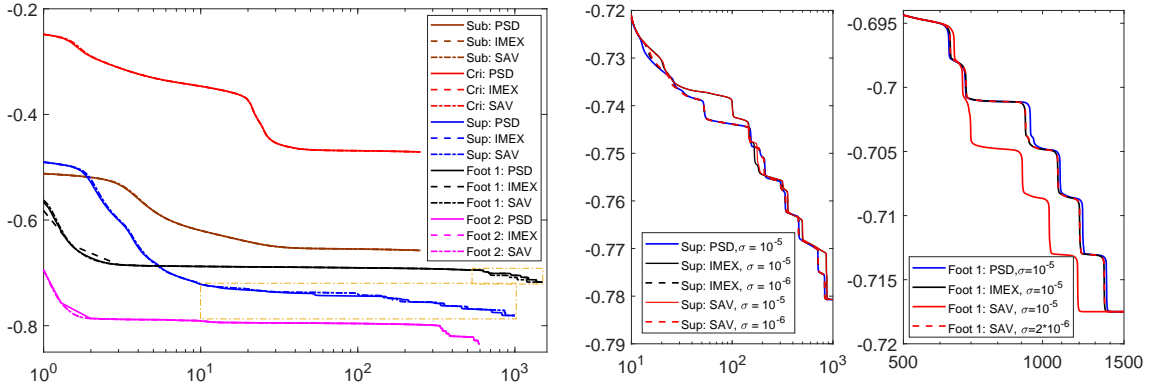 -0.2
-0.4
-0.6
-0.8
10^0
10^1
10^2
10^3
Sub: PSD
Sub: IMEX
Sub: SAV
Cri: PSD
Cri: IMEX
Cri: SAV
Sup: PSD
Sup: IMEX
Sup: SAV
Foot 1: PSD
Foot 1: IMEX
Foot 1: SAV
Foot 2: PSD
Foot 2: IMEX
Foot 2: SAV
-0.72
-0.73
-0.74
-0.75
-0.76
-0.77
-0.78
-0.79
10^1
10^2
10^3
Sup: PSD,σ = 10^-5
Sup: IMEX, σ = 10^-5
Sup: IMEX, σ = 10^-6
Sup: SAV, σ = 10^-5
Sup: SAV, σ = 10^-6
-0.695
-0.7
-0.705
-0.71
-0.715
-0.72
500
1000
1500
Foot 1: PSD,σ=10^-5
Foot 1: IMEX,σ=10^-5
Foot 1: SAV, σ=10^-5
Foot 1: SAV, σ=2*10^-6